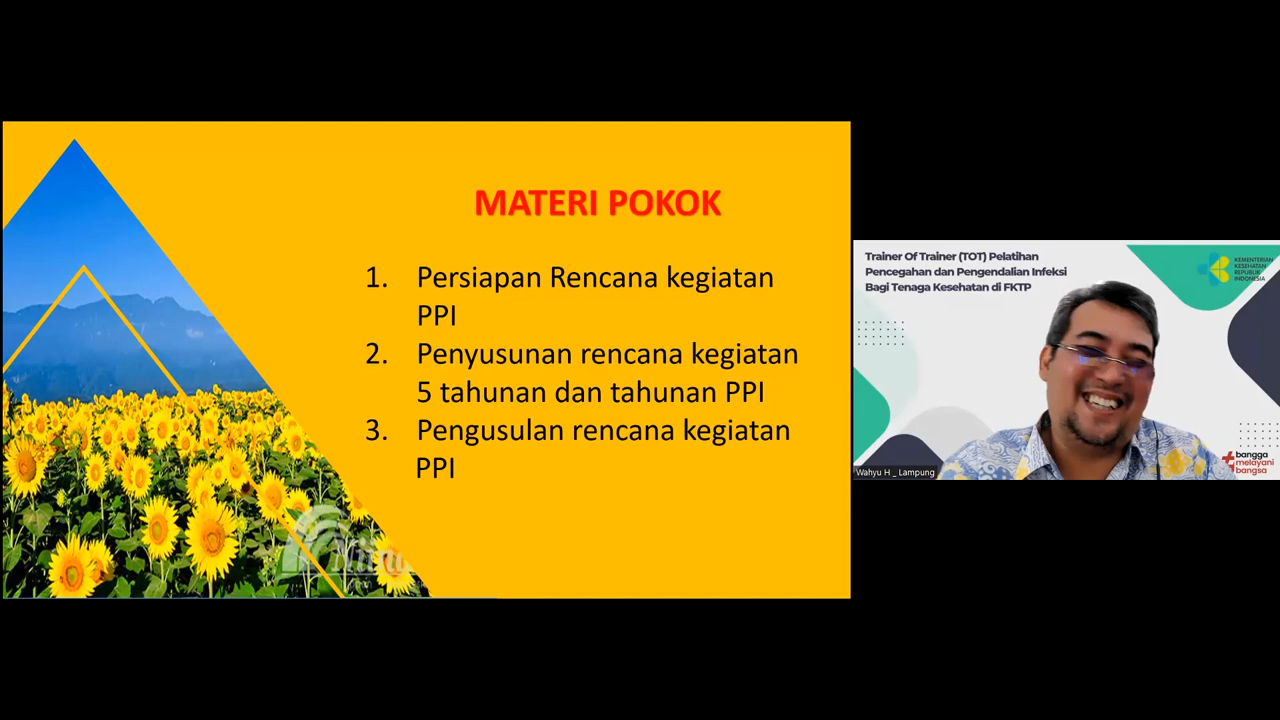 MATERI POKOK
1. Persiapan Rencana kegiatan
PPI
2. Penyusunan rencana kegiatan
5 tahunan dan tahunan PPI
3. Pengusulan rencana kegiatan
PPI
Trainer Of Trainer (TOT) Pelatihan
Pencegahan dan Pengendalian Infeksi
Bagi Tenaga Kesehatan di FKTP
KEMENTERIAN
KESEHATAN
REPUBLIK
INDONESIA
bangga
melayani
bangsa
Wahyu H _ Lampung